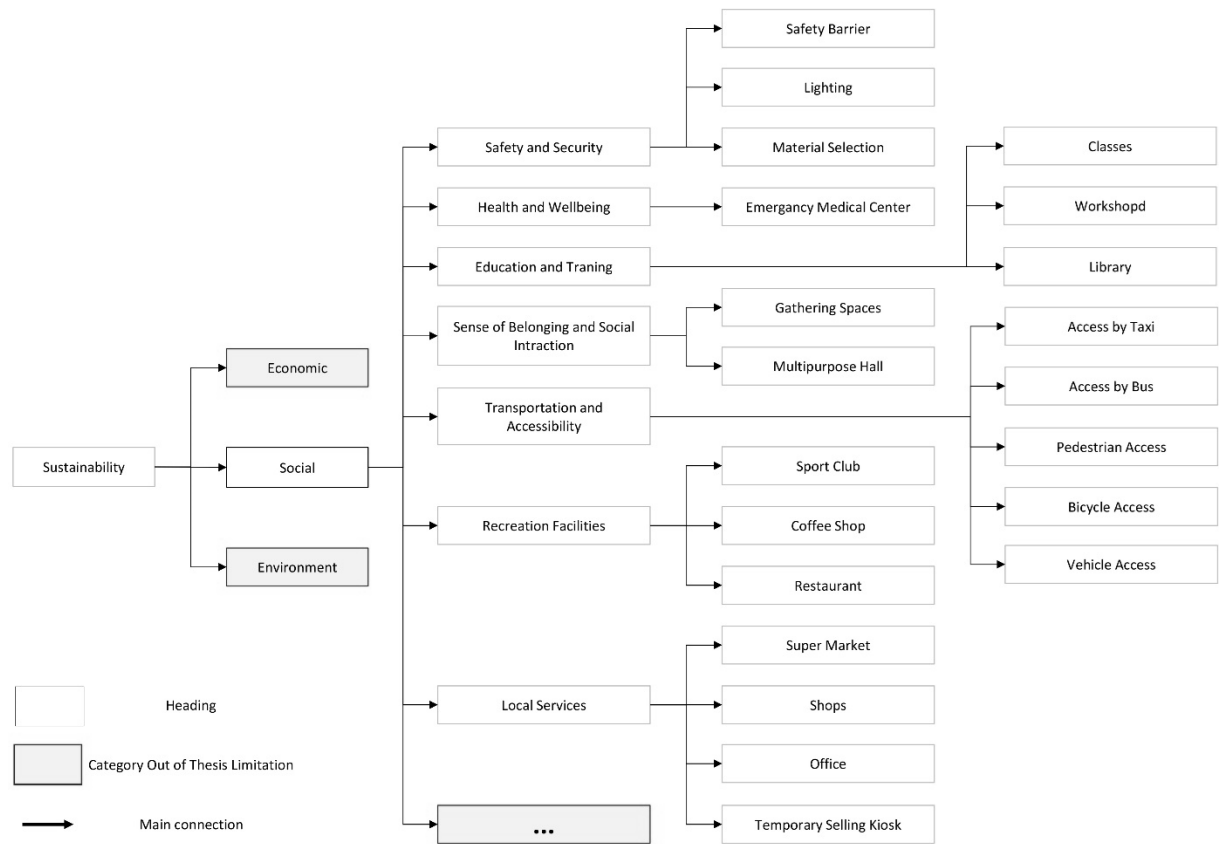 Sustainability
Economic
Social
Environment
Safety and Security
Health and Wellbeing
Education and Traning
Sense of Belonging and Social
Intraction
Transportation and
Accessibility
Recreation Facilities
Local Services
...
Safety Barrier
Lighting
Material Selection
Emergancy Medical Center
Gathering Spaces
Multipurpose Hall
Sport Club
Coffee Shop
Restaurant
Super Market
Shops
Office
Temporary Selling Kiosk
Classes
Workshopd
Library
Access by Taxi
Access by Bus
Pedestrian Access
Bicycle Access
Vehicle Access
Heading
Category Out of Thesis Limitation
Main connection